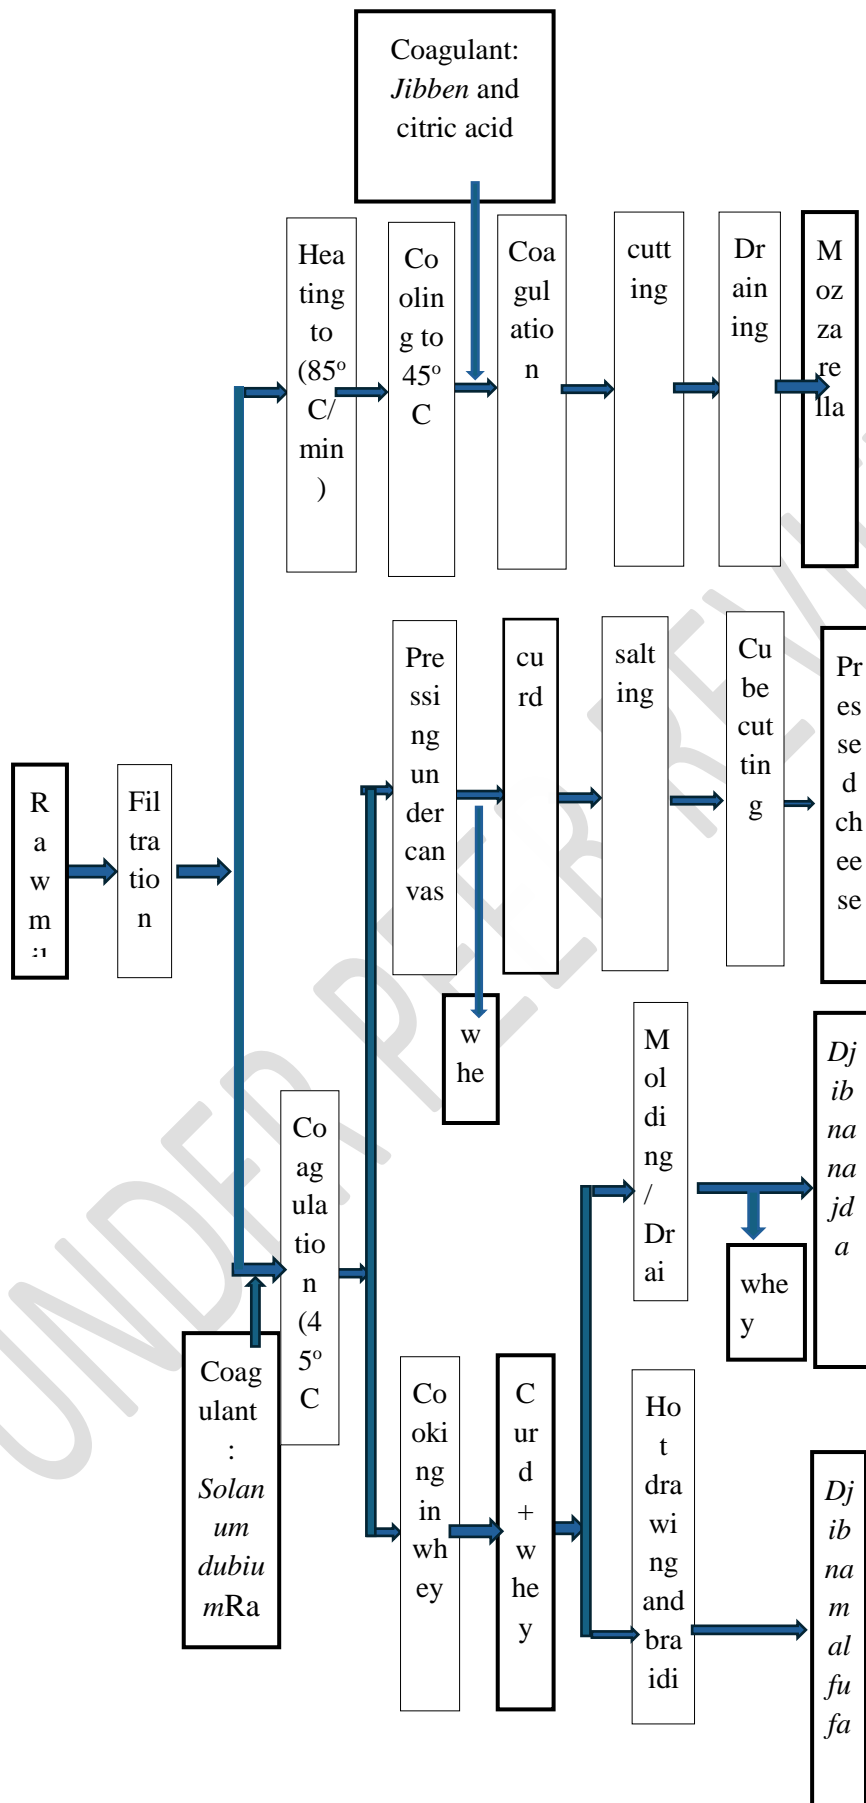 Coagulant:
Jibben and
citric acid
Hea
ting
to
(85º
C/
min
)
Co
olin
g to
45º
C
Coa
gul
atio
n
cutt
ing
Dr
ain
ing
M
oz
za
re
lla
Pre
ssi
ng
un
der
can
vas
cu
rd
salt
ing
Cu
be
cut
tin
g
Pr
es
se
d
ch
ee
se
R
a
w
m
Fil
tra
tio
n
w
he
Co
ag
ula
tio
n
(4
5º
C
Coag
ulant
:
Solan
um
dubiu
mRa
M
ol
di
ng
/
Dr
ai
Dj
ib
na
na
jd
a
whe
y
Co
oki
ng
in
wh
ey
C
ur
d
+
w
he
y
Ho
t
dra
wi
ng
and
bra
idi
Dj
ib
na
m
al
fu
fa
UNDER PEER REVI